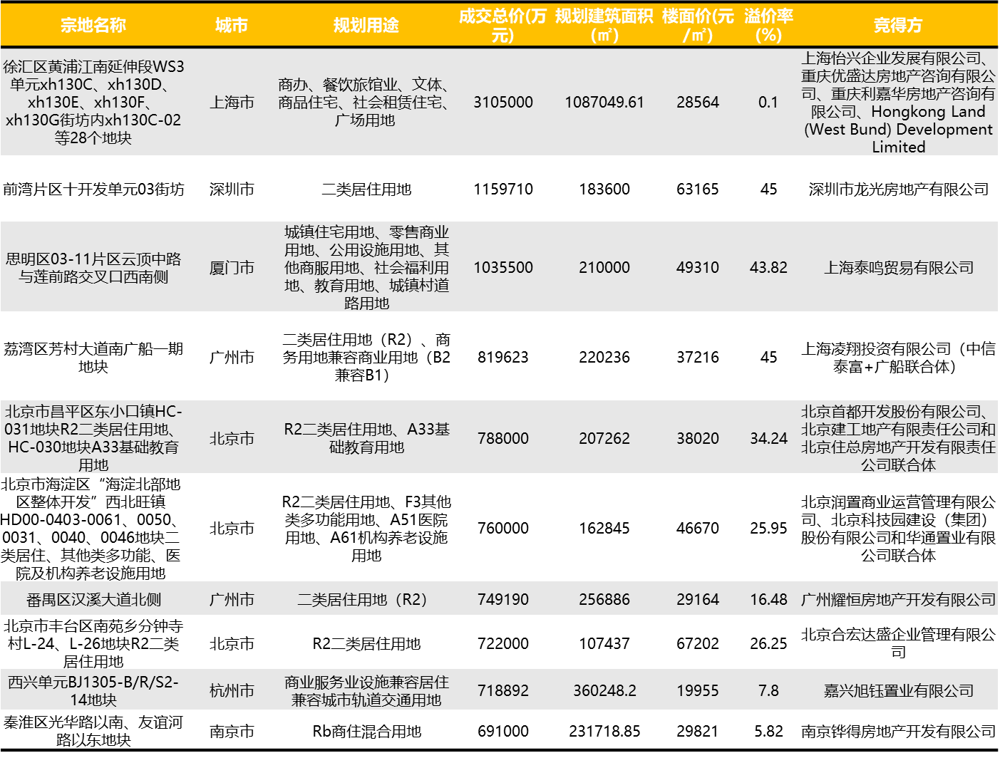 宗地名称 城市 规划用途 成交总价(万元) 规划建筑面积(㎡) 楼面价(元/㎡) 溢价率(%) 竞得方
徐汇区黄浦江南延伸段WS3
单元xh130C、xh130D、
xh130E、xh130F、
xh130G街坊内xh130C-02
等28个地块
上海市
商办、餐饮旅馆业、文体、
商品住宅、社会租赁住宅、
广场用地
3105000 1087049.61 28564 0.1
上海怡兴企业发展有限公司、
重庆优盛达房地产咨询有限公
司、重庆利嘉华房地产咨询有
限公司、Hongkong Land
(West Bund) Development
Limited
前湾片区十开发单元03街坊 深圳市 二类居住用地 1159710 183600 63165 45 深圳市龙光房地产有限公司
思明区03-11片区云顶中路
与莲前路交叉口西南侧
厦门市
城镇住宅用地、零售商业
用地、公用设施用地、其
他商服用地、社会福利用
地、教育用地、城镇村道
路用地
1035500 210000 49310 43.82 上海泰鸣贸易有限公司
荔湾区芳村大道南广船一期
地块
广州市
二类居住用地（R2）、商
务用地兼容商业用地（B2
兼容B1）
819623 220236 37216 45
上海凌翔投资有限公司（中信
泰富+广船联合体）
北京市昌平区东小口镇HC-
031地块R2二类居住用地、
HC-030地块A33基础教育
用地
北京市
R2二类居住用地、A33基
础教育用地
788000 207262 38020 34.24
北京首都开发股份有限公司、
北京建工地产有限责任公司和
北京住总房地产开发有限责任
公司联合体
北京市海淀区“海淀北部地
区整体开发”西北旺镇
HD00-0403-0061、0050、
0031、0040、0046地块二
类居住、其他类多功能、医
院及机构养老设施用地
北京市
R2二类居住用地、F3其他
类多功能用地、A51医院
用地、A61机构养老设施
用地
760000 162845 46670 25.95
北京润置商业运营管理有限公
司、北京科技园建设（集团）
股份有限公司和华通置业有限
公司联合体
番禺区汉溪大道北侧 广州市 二类居住用地（R2） 749190 256886 29164 16.48 广州耀恒房地产开发有限公司
北京市丰台区南苑乡分钟寺
村L-24、L-26地块R2二类
居住用地
北京市 R2二类居住用地 722000 107437 67202 26.25
北京合宏达盛企业管理有限公
司
西兴单元BJ1305-B/R/S2-
14地块
杭州市
商业服务业设施兼容居住
兼容城市轨道交通用地
718892 360248.2 19955 7.8 嘉兴旭钰置业有限公司
秦淮区光华路以南、友谊河
路以东地块
南京市 Rb商住混合用地 691000 231718.85 29821 5.82 南京铧得房地产开发有限公司